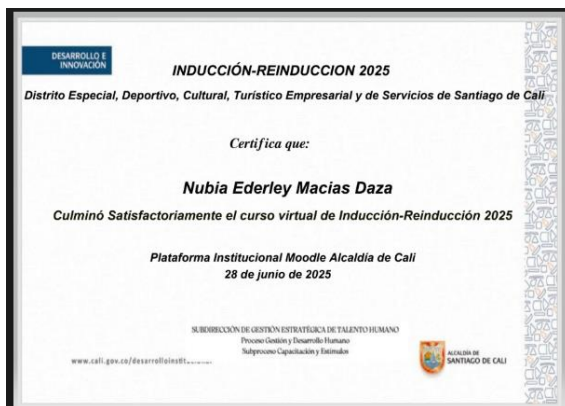 DESARROLLO E
INNOVACIÓN
INDUCCIÓN-REINDUCCION 2025
Distrito Especial, Deportivo, Cultural, Turístico Empresarial y de Servicios de Santiago de Cali
Certifica que:
Nubia Ederley Macias Daza
Culminó Satisfactoriamente el curso virtual de Inducción-Reinducción 2025
Plataforma Institucional Moodle Alcaldía de Cali
28 de junio de 2025
SUBDIRECCIÓN DE GESTIÓN ESTRATÉGICA DE TALENTO HUMANO
Proceso Gestión y Desarrollo Humano
Subproceso Capacitación y Estímulos
ALCALDÍA DE
SANTIAGO DE CALI